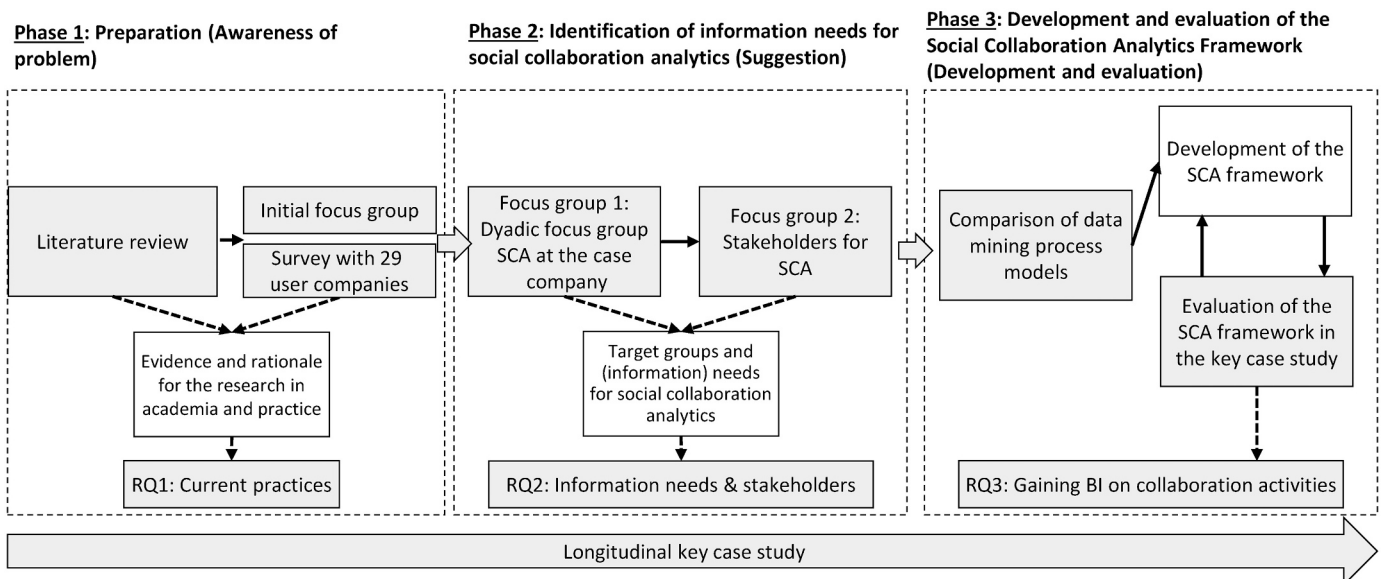 Phase 1: Preparation (Awareness of
problem)
Literature review
Initial focus group
Survey with 29
user companies
Evidence and rationale
for the research in
academia and practice
RQ1: Current practices
Phase 2: Identification of information needs for
social collaboration analytics (Suggestion)
Focus group 1:
Dyadic focus group
SCA at the case
company
Focus group 2:
Stakeholders for
SCA
Target groups and
(information) needs
for social collaboration
analytics
RQ2: Information needs & stakeholders
Phase 3: Development and evaluation of the
Social Collaboration Analytics Framework
(Development and evaluation)
Comparison of data
mining process
models
Development of the
SCA framework
Evaluation of the
SCA framework in
the key case study
RQ3: Gaining BI on collaboration activities
Longitudinal key case study